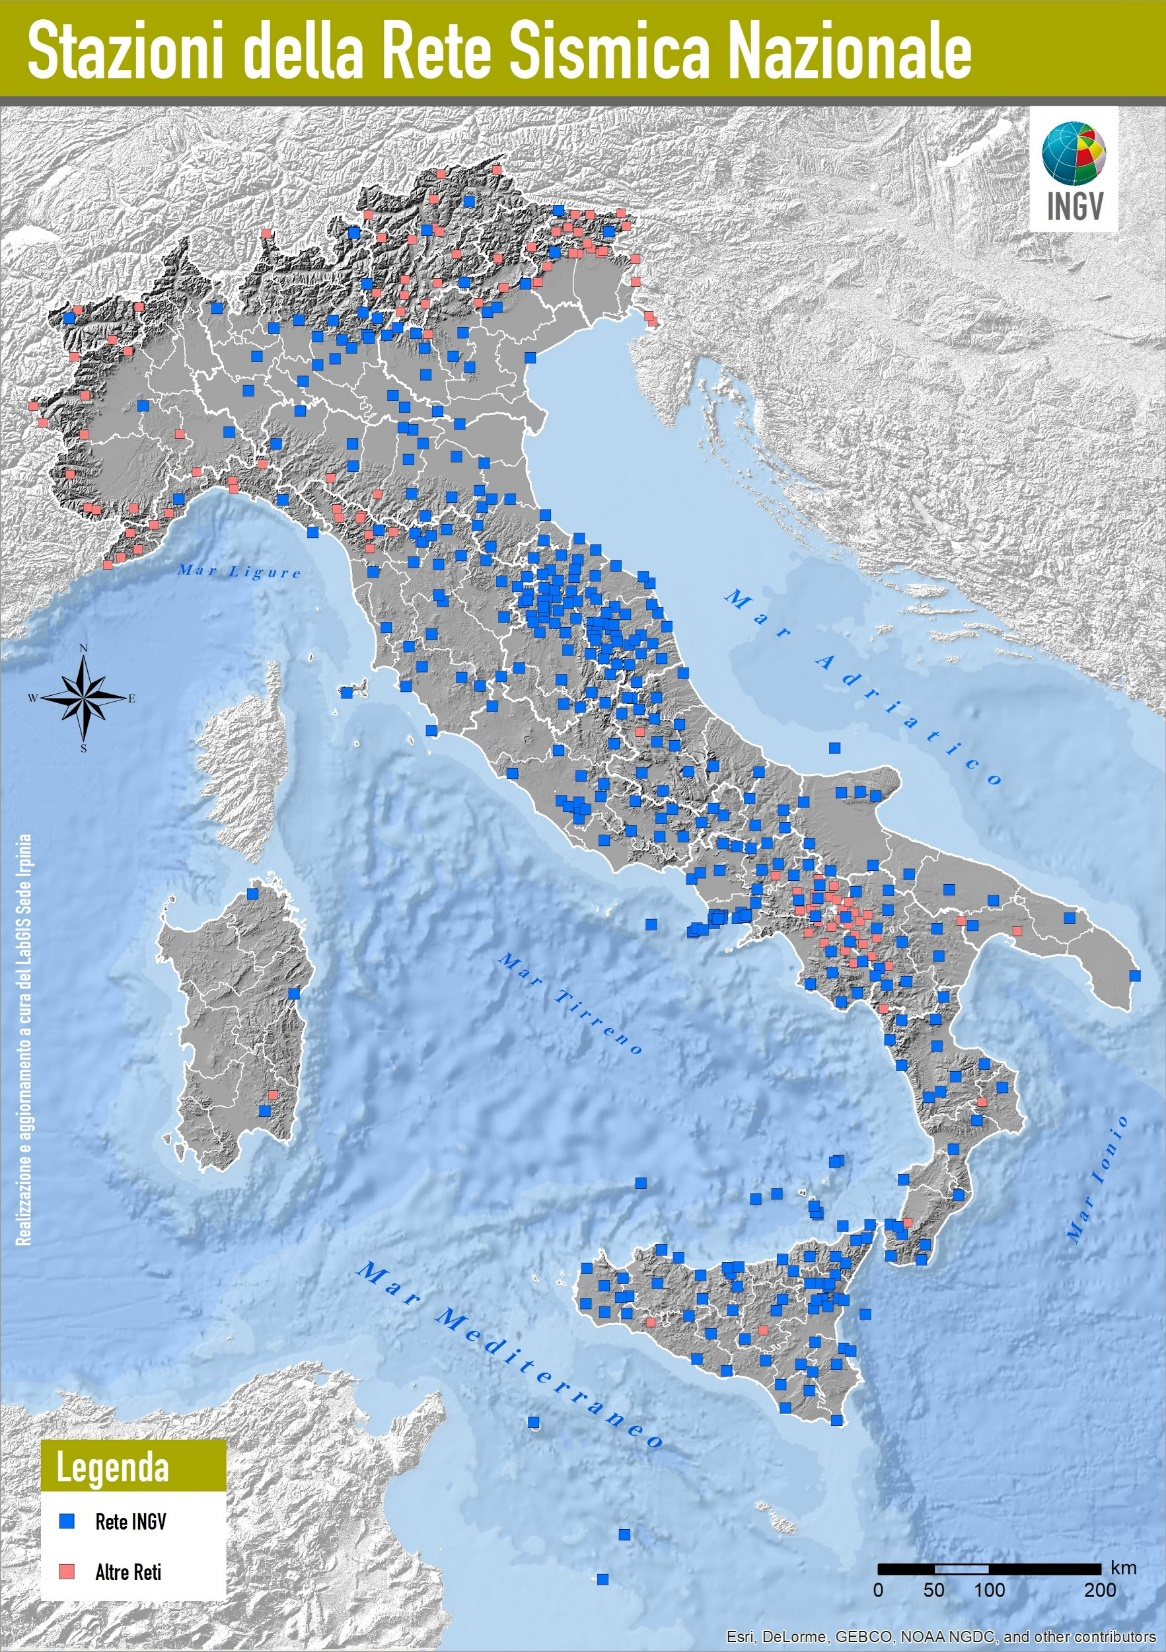 Stazioni della Rete Sismica Nazionale
INGV
Mar Ligure
N
W E
S
Mar Adriatico
Mar Tirreno
Mar Ionio
Mar Mediterraneo
Realizzazione e aggiornamento a cura del LabGIS Sede Irpinia
Legenda
Rete INGV
Altre Reti
km
0 50 100 200
Esri, DeLorme, GEBCO, NOAA NGDC, and other contributors